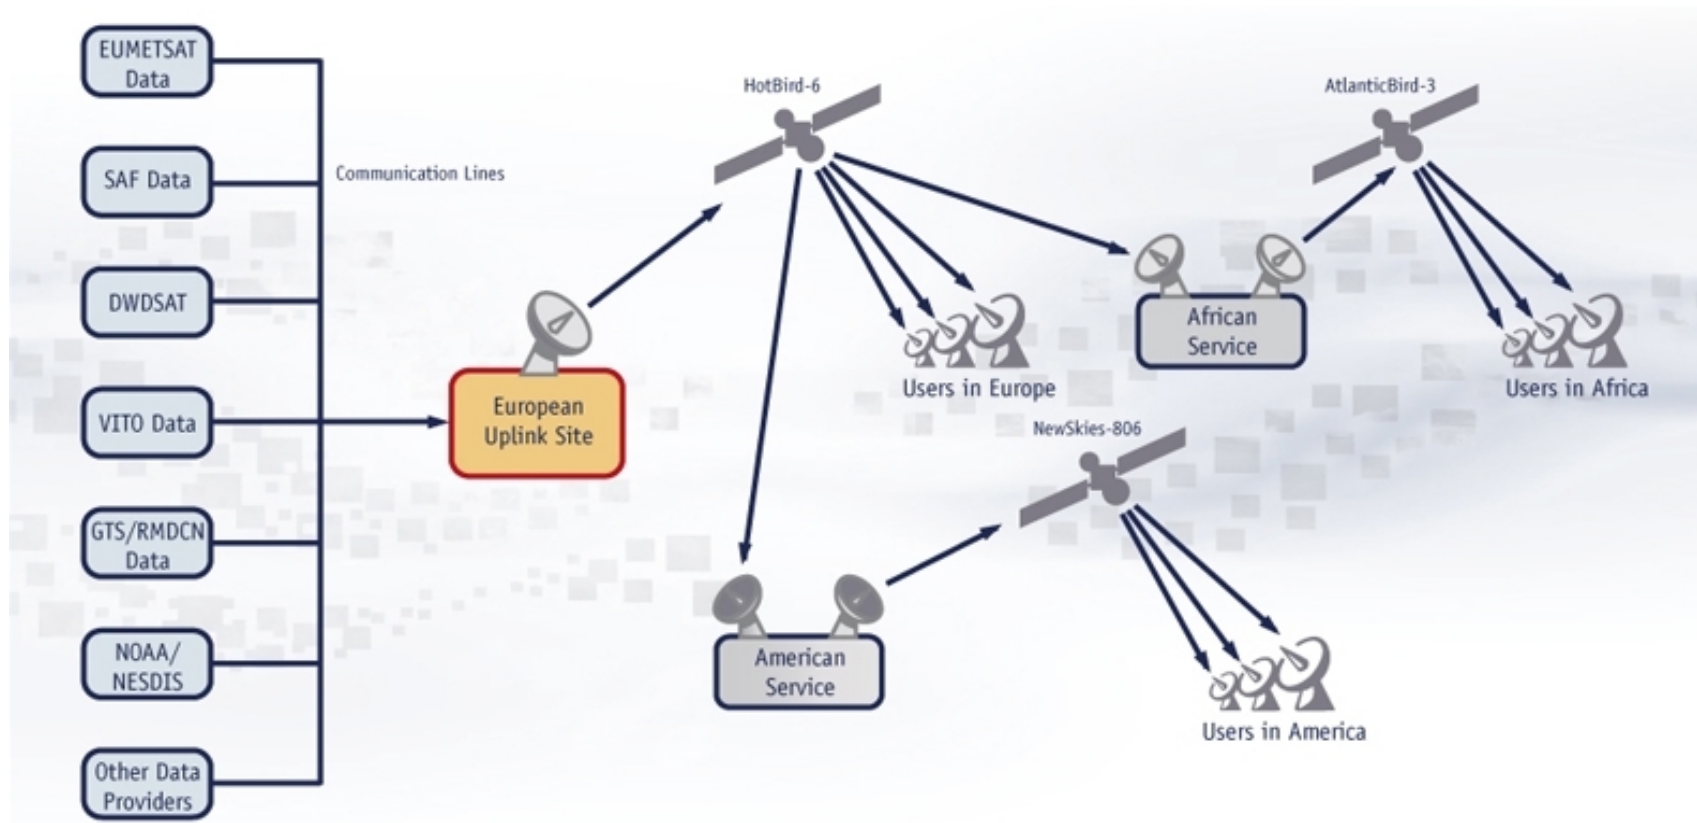 EUMETSAT
Data
SAF Data
DWDSAT
VITO Data
GTS/RMDCN
Data
NOAA/
NESDIS
Other Data
Providers
Communication Lines
European
Uplink Site
HotBird-6
Users in Europe
American
Service
NewSkies-806
Users in America
African
Service
AtlanticBird-3
Users in Africa